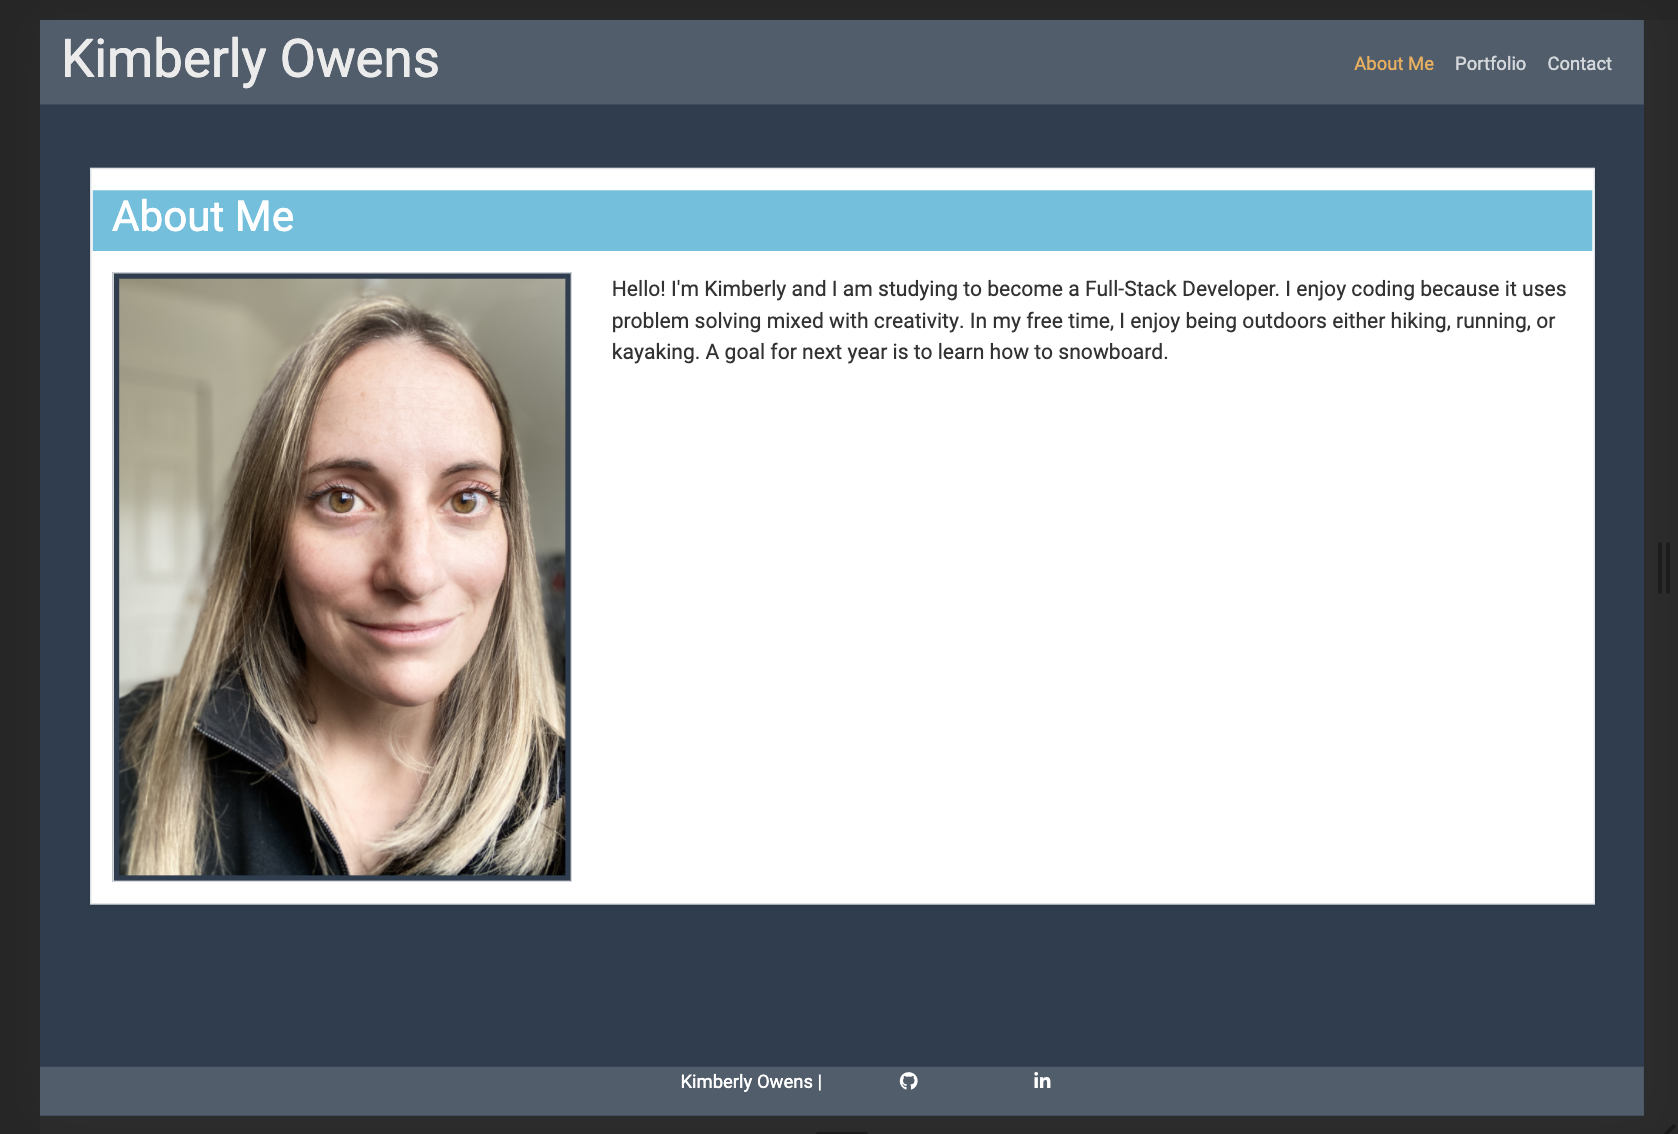 Kimberly Owens
About Me Portfolio Contact
About Me
Hello! I'm Kimberly and I am studying to become a Full-Stack Developer. I enjoy coding because it uses
problem solving mixed with creativity. In my free time, I enjoy being outdoors either hiking, running, or
kayaking. A goal for next year is to learn how to snowboard.
Kimberly Owens |
in